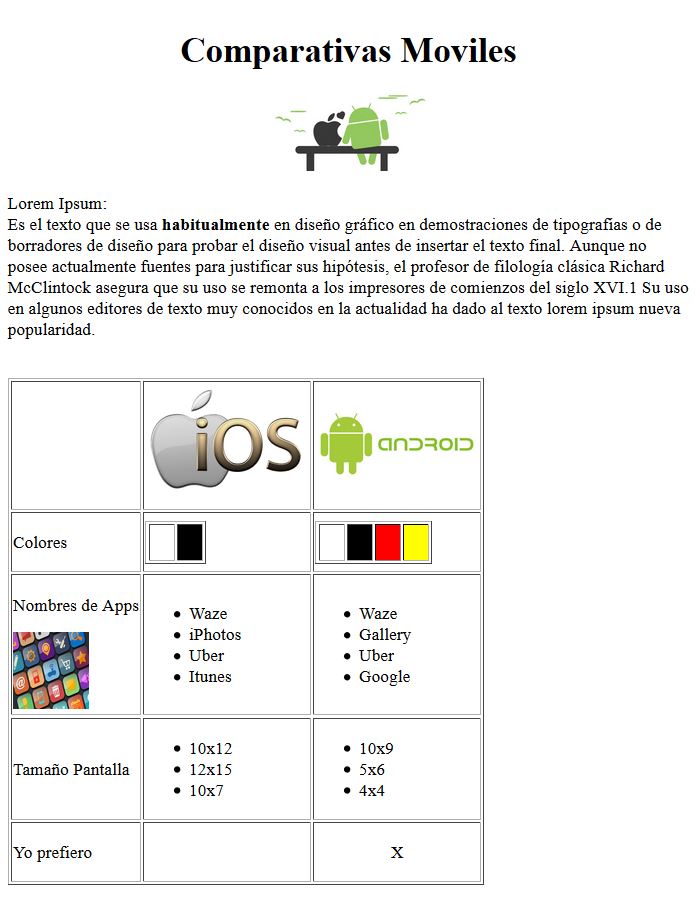 Comparativas Moviles
Lorem Ipsum:
Es el texto que se usa habitualmente en diseño gráfico en demostraciones de tipografías o de
borradores de diseño para probar el diseño visual antes de insertar el texto final. Aunque no
posee actualmente fuentes para justificar sus hipótesis, el profesor de filología clásica Richard
McClintock asegura que su uso se remonta a los impresores de comienzos del siglo XVI.1 Su uso
en algunos editores de texto muy conocidos en la actualidad ha dado al texto lorem ipsum nueva
popularidad.
iOS
ANDROID
Colores
Nombres de Apps
Waze
iPhotos
Uber
Itunes
Waze
Gallery
Uber
Google
Tamaño Pantalla
10x12
12x15
10x7
10x9
5x6
4x4
Yo prefiero
X